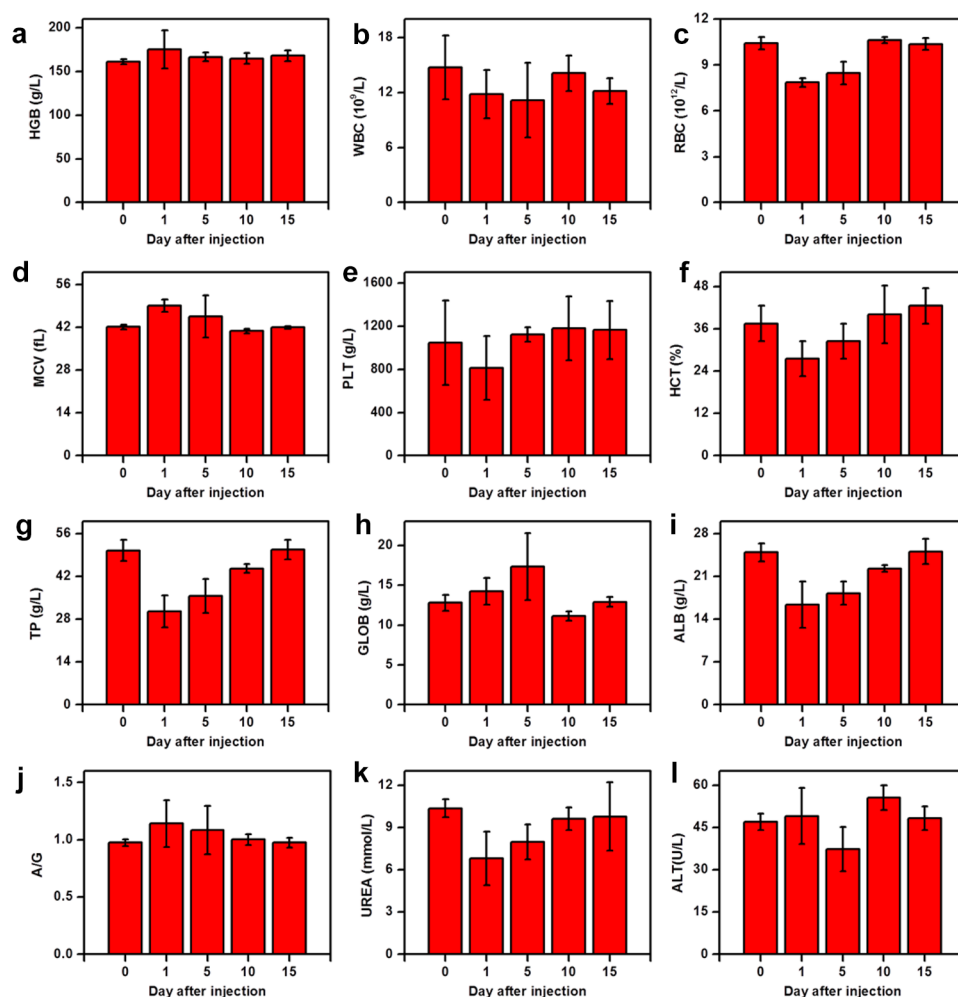 a
HGB (g/L)
200
150
100
50
0
0 1 5 10 15
Day after injection
b
WBC (10⁹/L)
18
12
6
0
0 1 5 10 15
Day after injection
c
RBC (10¹²/L)
12
9
6
3
0
0 1 5 10 15
Day after injection
d
MCV (fL)
56
42
28
14
0
0 1 5 10 15
Day after injection
e
PLT (g/L)
1600
1200
800
400
0
0 1 5 10 15
Day after injection
f
HCT (%)
48
36
24
12
0
0 1 5 10 15
Day after injection
g
TP (g/L)
56
42
28
14
0
0 1 5 10 15
Day after injection
h
GLOB (g/L)
20
15
10
5
0
0 1 5 10 15
Day after injection
i
ALB (g/L)
28
21
14
7
0
0 1 5 10 15
Day after injection
j
A/G
1.5
1.0
0.5
0.0
0 1 5 10 15
Day after injection
k
UREA (mmol/L)
12
9
6
3
0
0 1 5 10 15
Day after injection
l
ALT(U/L)
60
45
30
15
0
0 1 5 10 15
Day after injection